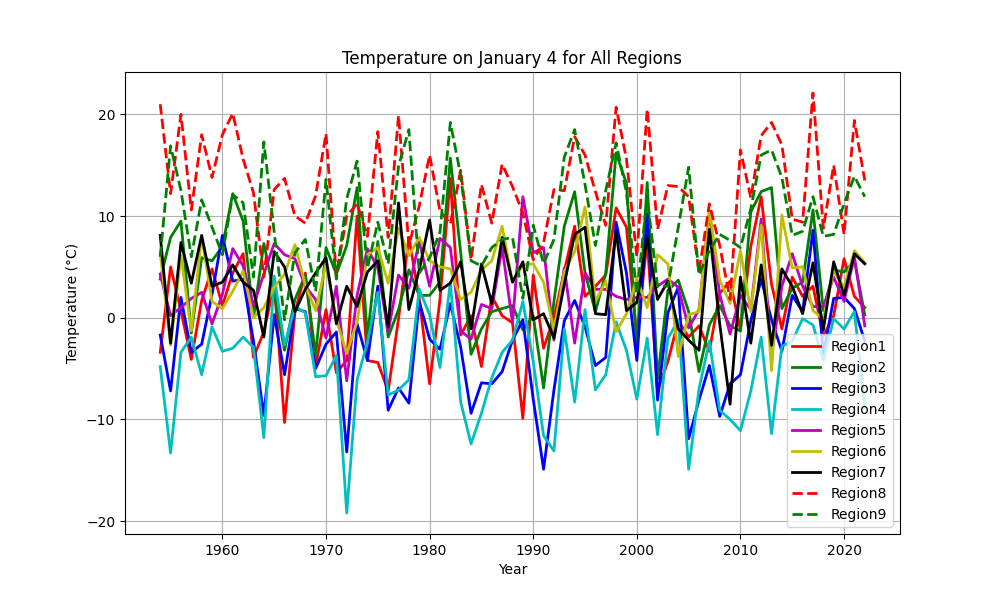 Temperature on January 4 for All Regions
Temperature (°C)
20
10
0
−10
−20
1960 1970 1980 1990 2000 2010 2020
Year
Region1
Region2
Region3
Region4
Region5
Region6
Region7
Region8
Region9